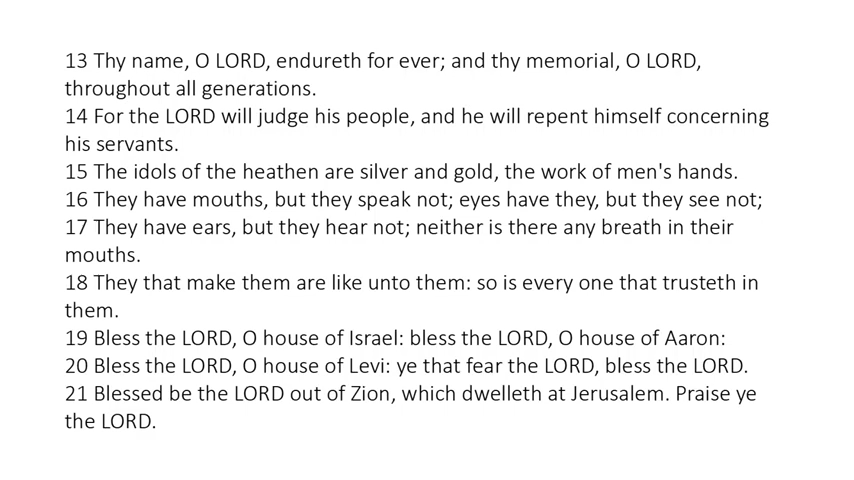 13 Thy name, O LORD, endureth for ever; and thy memorial, O LORD,
throughout all generations.
14 For the LORD will judge his people, and he will repent himself concerning
his servants.
15 The idols of the heathen are silver and gold, the work of men's hands.
16 They have mouths, but they speak not; eyes have they, but they see not;
17 They have ears, but they hear not; neither is there any breath in their
mouths.
18 They that make them are like unto them: so is every one that trusteth in
them.
19 Bless the LORD, O house of Israel: bless the LORD, O house of Aaron:
20 Bless the LORD, O house of Levi: ye that fear the LORD, bless the LORD.
21 Blessed be the LORD out of Zion, which dwelleth at Jerusalem. Praise ye
the LORD.